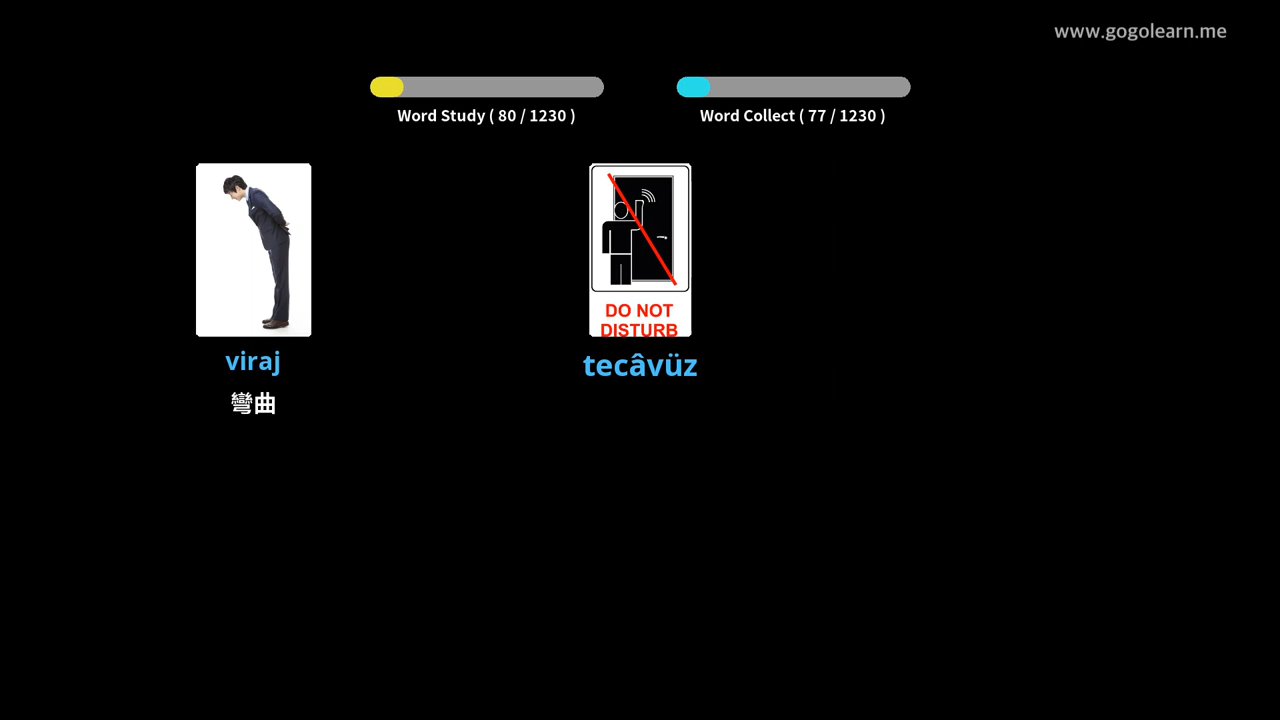 www.gogolearn.me
Word Study ( 80 / 1230 )
Word Collect ( 77 / 1230 )
DO NOT
DISTURB
viraj
tecâvüz
彎曲